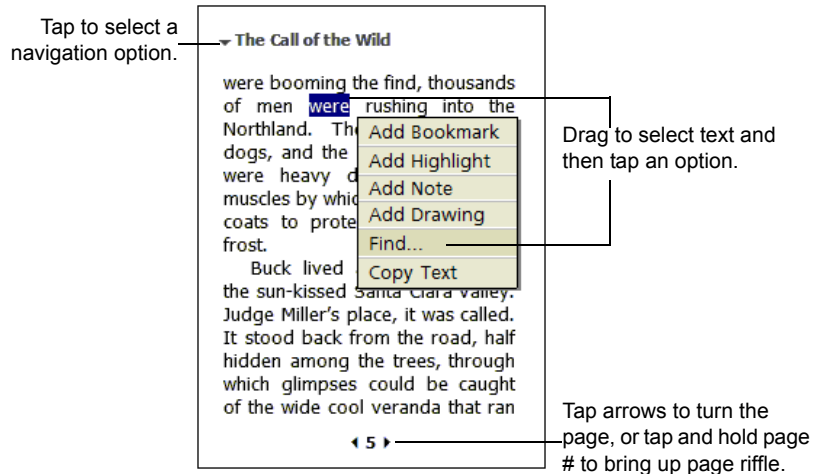 Tap to select a
navigation option.
The Call of the Wild
were booming the find, thousands
of men were rushing into the
Northland. The
dogs, and the
were heavy d
muscles by whic
coats to prote
frost.
Buck lived
the sun-kissed Santa Clara Valley.
Judge Miller's place, it was called.
It stood back from the road, half
hidden among the trees, through
which glimpses could be caught
of the wide cool veranda that ran
5
Add Bookmark
Add Highlight
Add Note
Add Drawing
Find...
Copy Text
Drag to select text and
then tap an option.
Tap arrows to turn the
page, or tap and hold page
# to bring up page riffle.